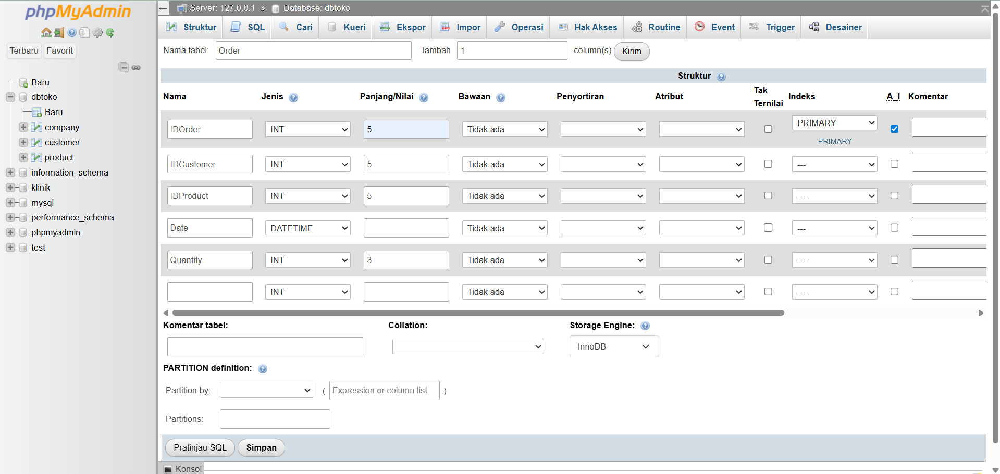 phpMyAdmin
Terbaru Favorit
Baru
dbtoko
Baru
company
customer
product
information_schema
klinik
mysql
performance_schema
phpmyadmin
test
Server: 127.0.0.1 » Database: dbtoko
Struktur SQL Cari Kueri Ekspor Impor Operasi Hak Akses Routine Event Trigger Desainer
Nama tabel: Order Tambah 1 column(s) Kirim
Struktur
Nama Jenis Panjang/Nilai Bawaan Penyortiran Atribut Tak Ternilai Indeks A_I Komentar
IDOrder INT 5 Tidak ada PRIMARY
PRIMARY
IDCustomer INT 5 Tidak ada ---
IDProduct INT 5 Tidak ada ---
Date DATETIME Tidak ada ---
Quantity INT 3 Tidak ada ---
INT Tidak ada ---
Komentar tabel: Collation: Storage Engine:
InnoDB
PARTITION definition:
Partition by: ( Expression or column list )
Partitions:
Pratinjau SQL Simpan
Konsol